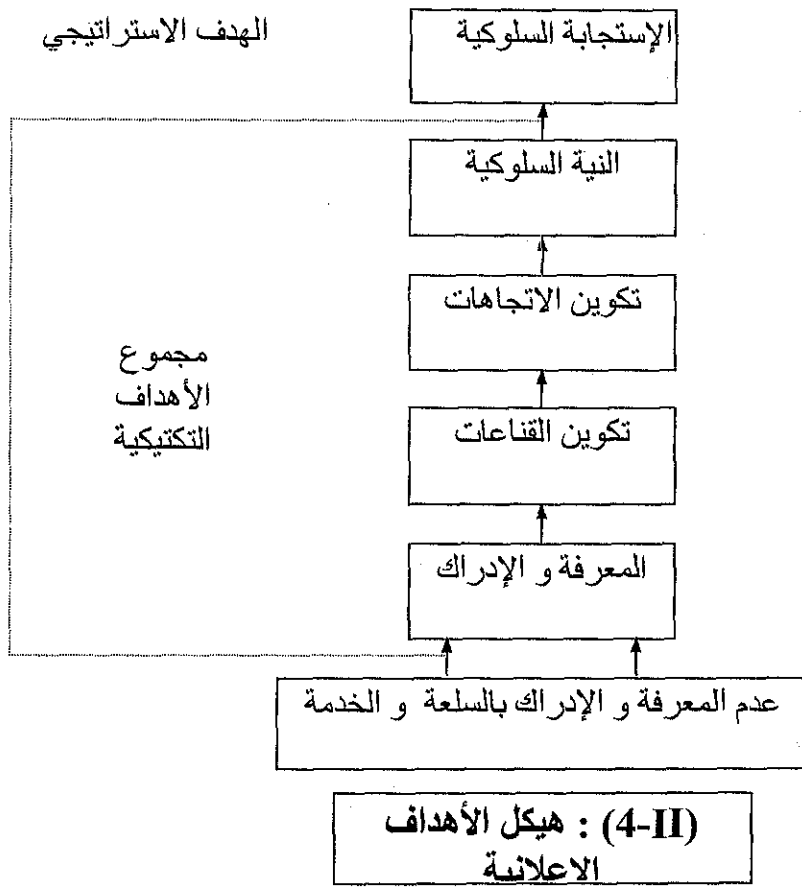 الهدف الاستراتيجي
الإستجابة السلوكية
النية السلوكية
تكوين الاتجاهات
مجموع
الأهداف
التكتيكية
تكوين القناعات
المعرفة و الإدراك
عدم المعرفة و الإدراك بالسلعة و الخدمة
(4-II) : هيكل الأهداف
الاعلانية